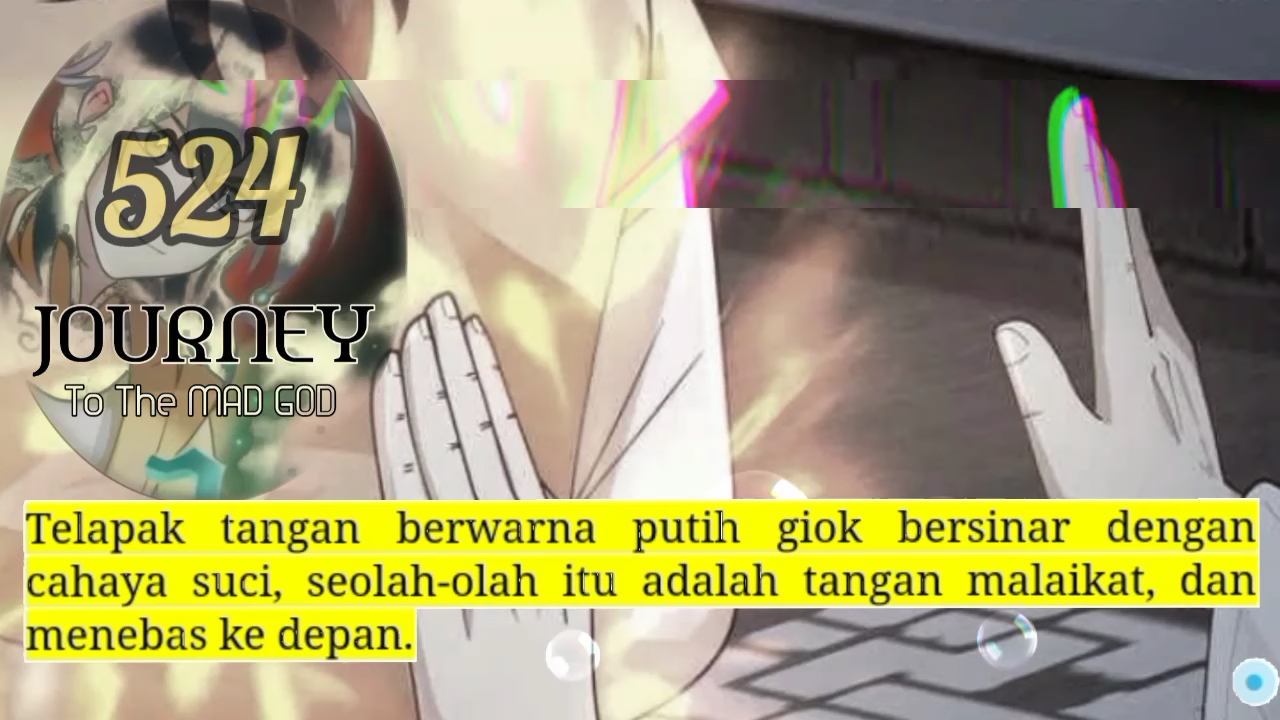 524
JOURNEY
To The MAD GOD
Telapak tangan berwarna putih giok bersinar dengan
cahaya suci, seolah-olah itu adalah tangan malaikat, dan
menebas ke depan.